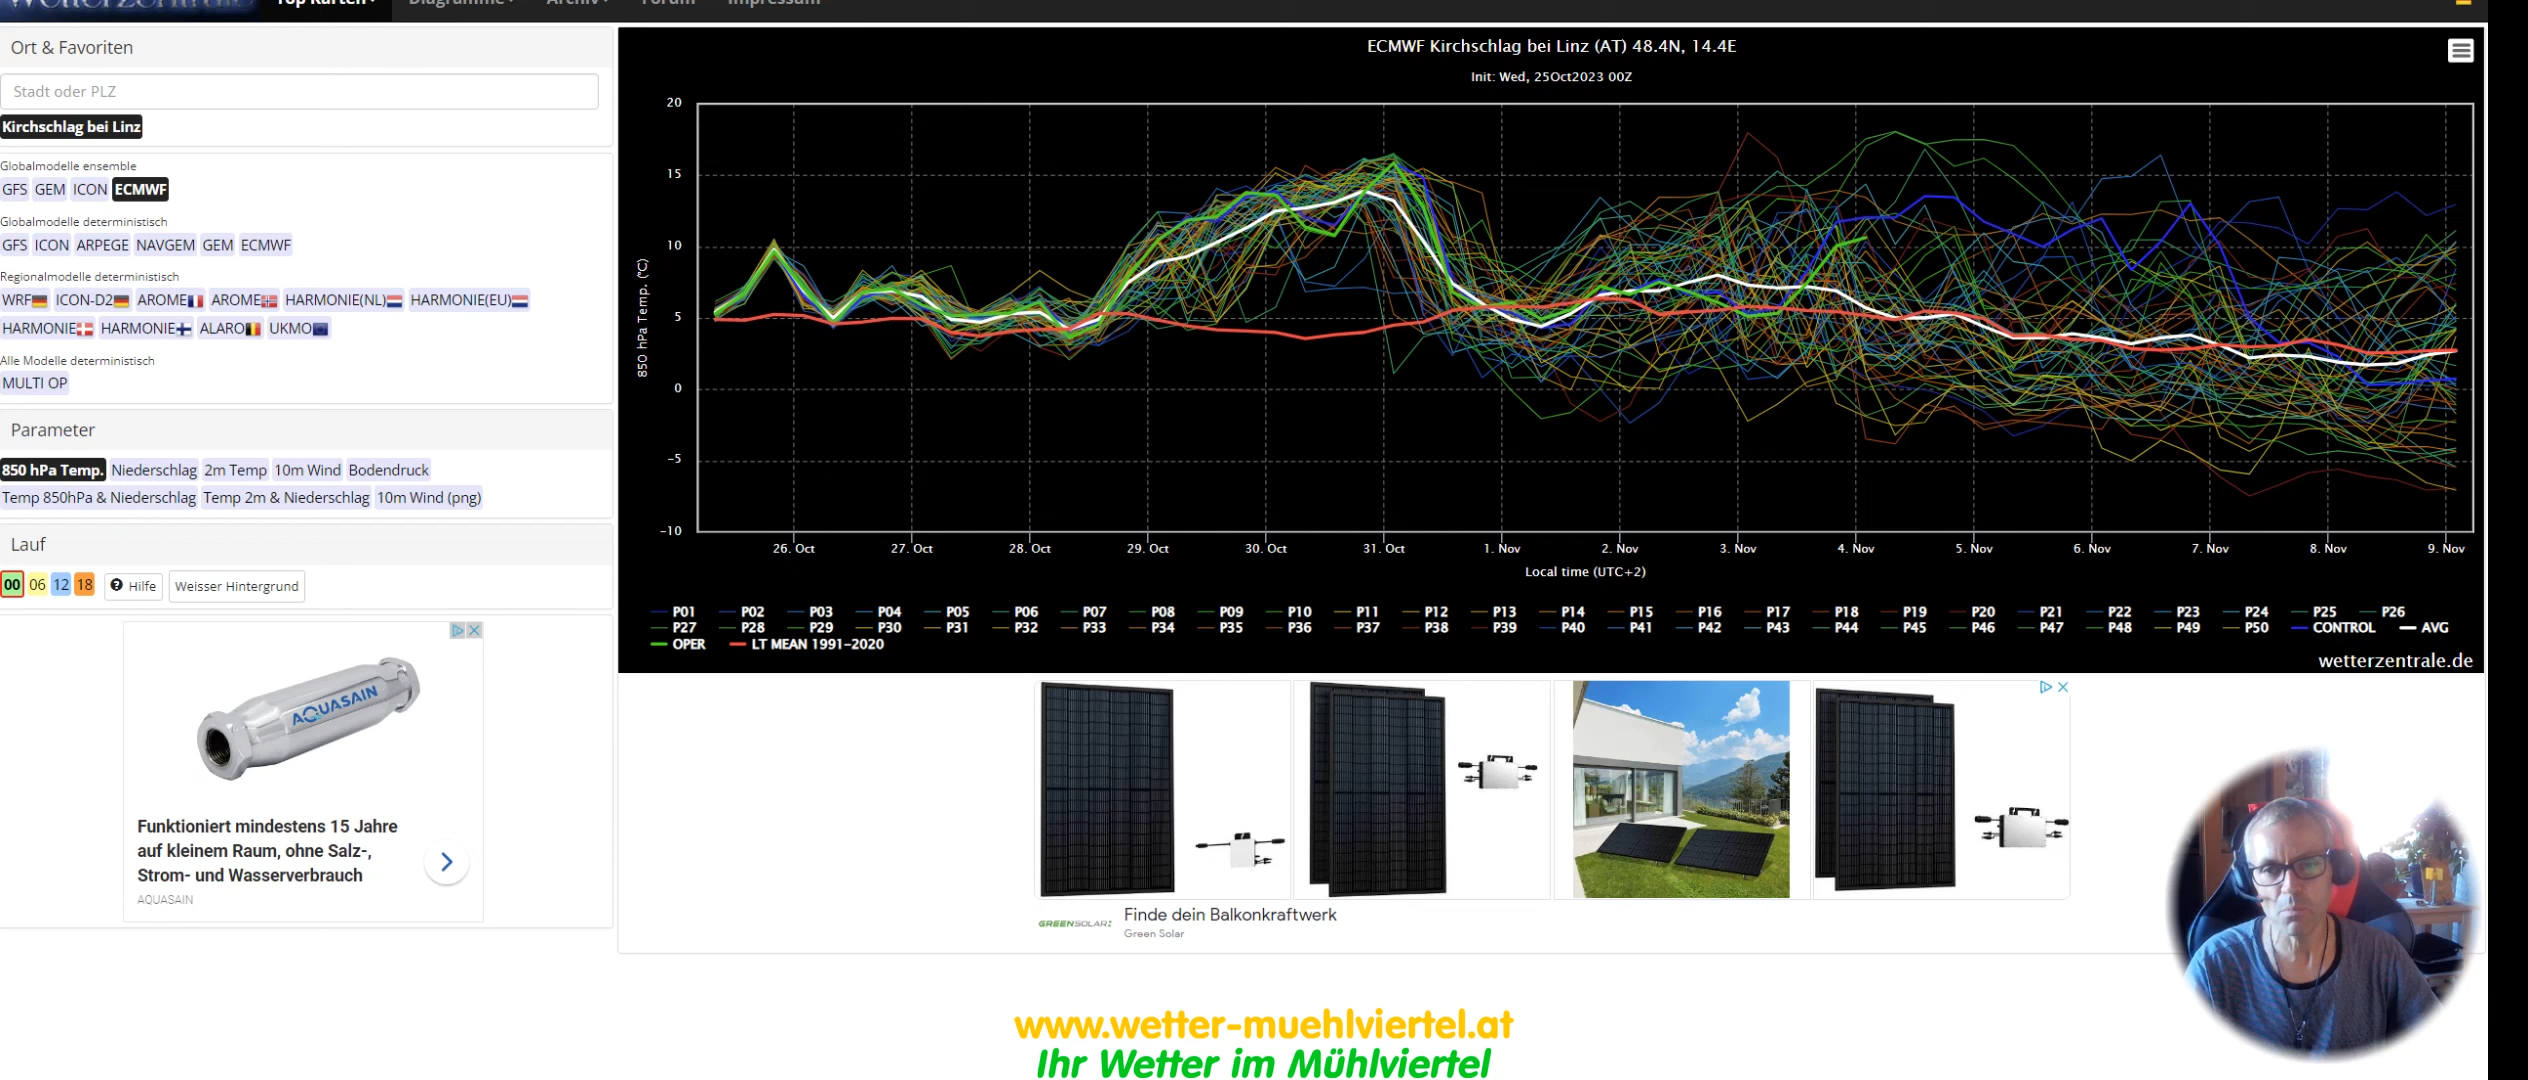 Wetterzentrale Top Karten Diagramme Archiv Forum Impressum
Ort & Favoriten
Stadt oder PLZ
Kirchschlag bei Linz
Globalmodelle ensemble
GFS GEM ICON ECMWF
Globalmodelle deterministisch
GFS ICON ARPEGE NAVGEM GEM ECMWF
Regionalmodelle deterministisch
WRF ICON-D2 AROME AROME HARMONIE(NL) HARMONIE(EU)
HARMONIE HARMONIE ALARO UKMO
Alle Modelle deterministisch
MULTI OP
Parameter
850 hPa Temp. Niederschlag 2m Temp 10m Wind Bodendruck
Temp 850hPa & Niederschlag Temp 2m & Niederschlag 10m Wind (png)
Lauf
00 06 12 18 Hilfe Weisser Hintergrund
AQUASAIN
Funktioniert mindestens 15 Jahre
auf kleinem Raum, ohne Salz-,
Strom- und Wasserverbrauch
AQUASAIN
ECMWF Kirchschlag bei Linz (AT) 48.4N, 14.4E
Init: Wed, 25Oct2023 00Z
20
15
10
5
0
-5
-10
850 hPa Temp. (°C)
26. Oct 27. Oct 28. Oct 29. Oct 30. Oct 31. Oct 1. Nov 2. Nov 3. Nov 4. Nov 5. Nov 6. Nov 7. Nov 8. Nov 9. Nov
Local time (UTC+2)
P01 P02 P03 P04 P05 P06 P07 P08 P09 P10 P11 P12 P13 P14 P15 P16 P17 P18 P19 P20 P21 P22 P23 P24 P25 P26
P27 P28 P29 P30 P31 P32 P33 P34 P35 P36 P37 P38 P39 P40 P41 P42 P43 P44 P45 P46 P47 P48 P49 P50 CONTROL AVG
OPER LT MEAN 1991-2020
wetterzentrale.de
GREENSOLAR
Finde dein Balkonkraftwerk
Green Solar
www.wetter-muehlviertel.at
Ihr Wetter im Mühlviertel